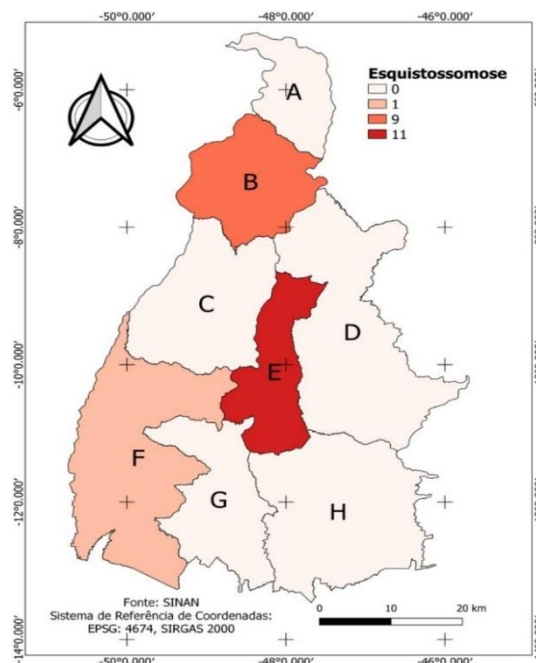 -50°0.000' -48°0.000' -46°0.000'
Esquistossomose
0
1
9
11
-6°0.000'
-8°0.000'
-10°0.000'
-12°0.000'
-14°0.000'
A
B
C
D
E
F
G
H
Fonte: SINAN
Sistema de Referência de Coordenadas:
EPSG: 4674, SIRGAS 2000
0 10 20 km
-50°0.000' -48°0.000' -46°0.000'